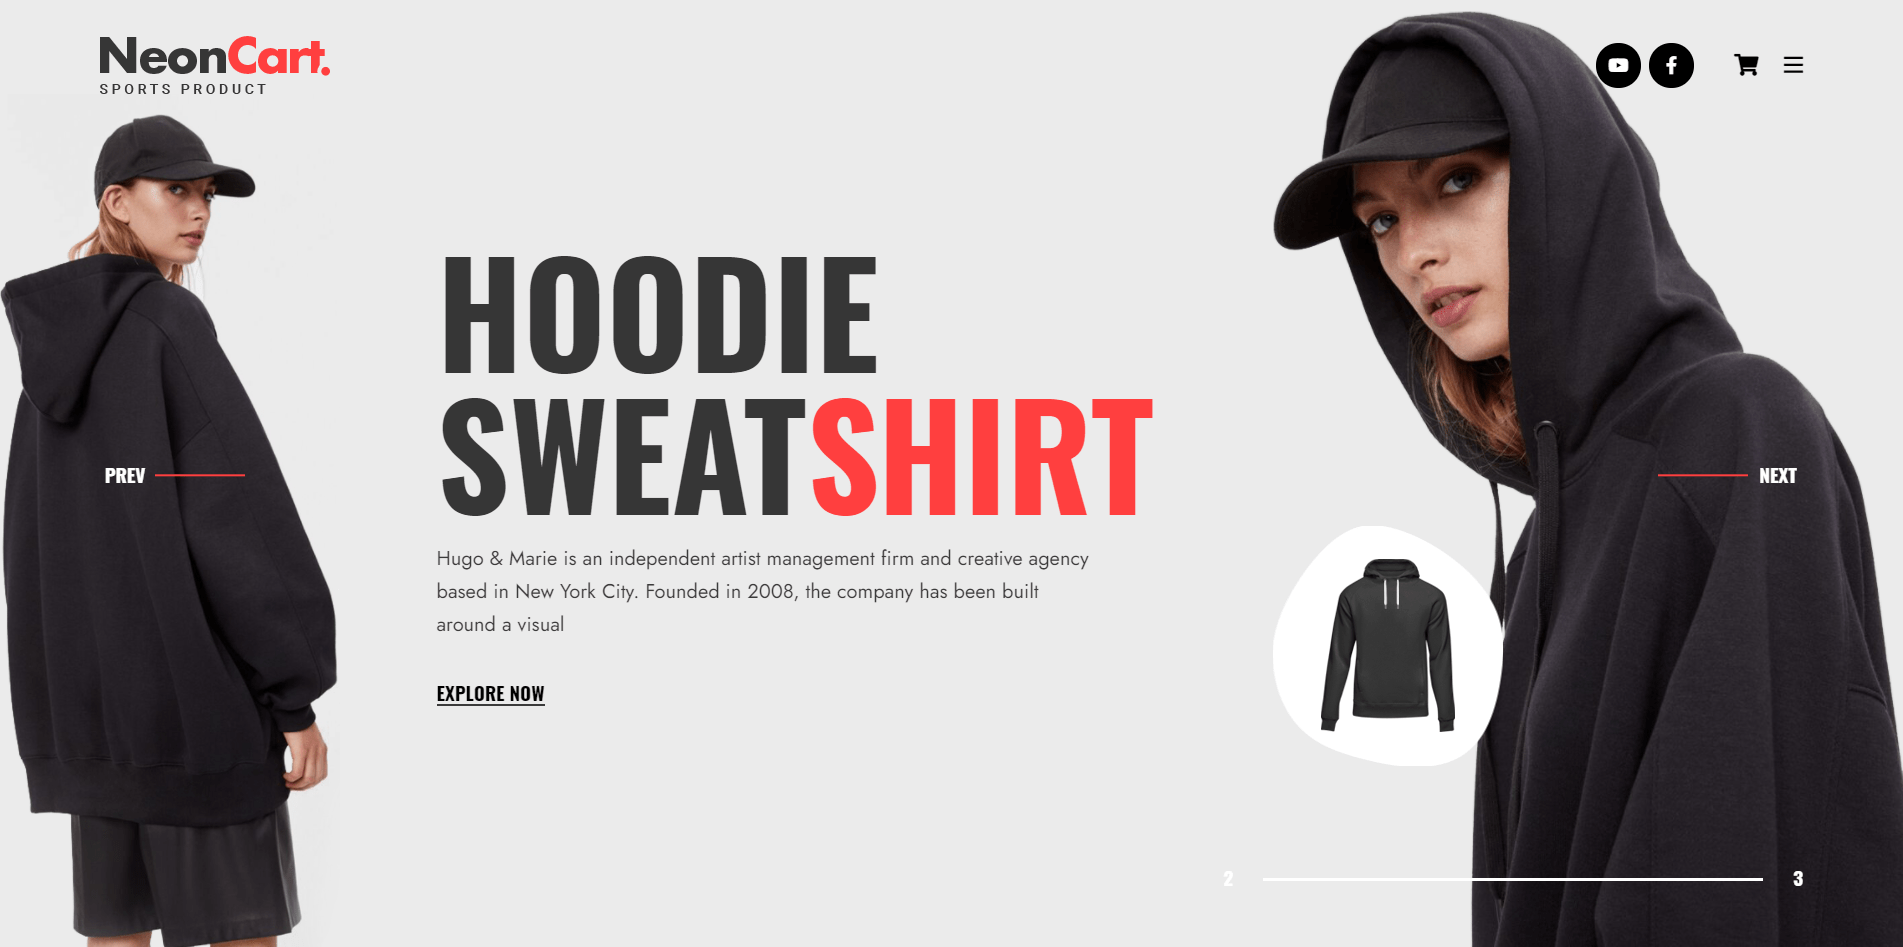 NeonCart.
SPORTS PRODUCT
HOODIE
SWEATSHIRT
PREV
NEXT
Hugo & Marie is an independent artist management firm and creative agency
based in New York City. Founded in 2008, the company has been built
around a visual
EXPLORE NOW
2
3